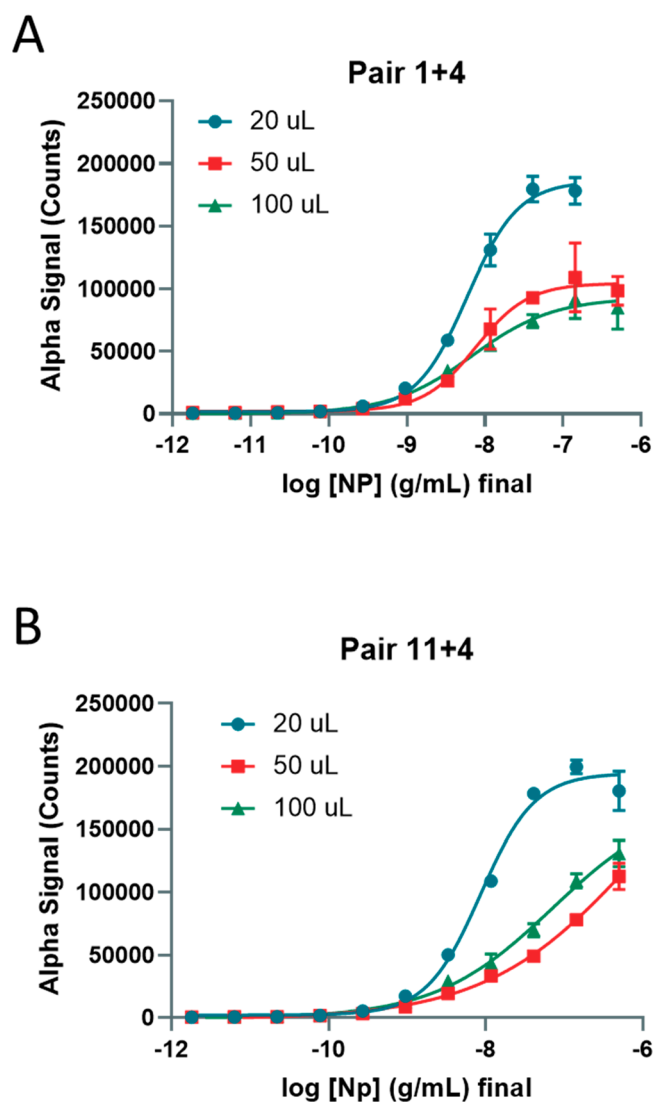 A
Pair 1+4
250000
200000
150000
100000
50000
0
Alpha Signal (Counts)
20 uL
50 uL
100 uL
-12 -11 -10 -9 -8 -7 -6
log [NP] (g/mL) final
B
Pair 11+4
250000
200000
150000
100000
50000
0
Alpha Signal (Counts)
20 uL
50 uL
100 uL
-12 -10 -8 -6
log [Np] (g/mL) final